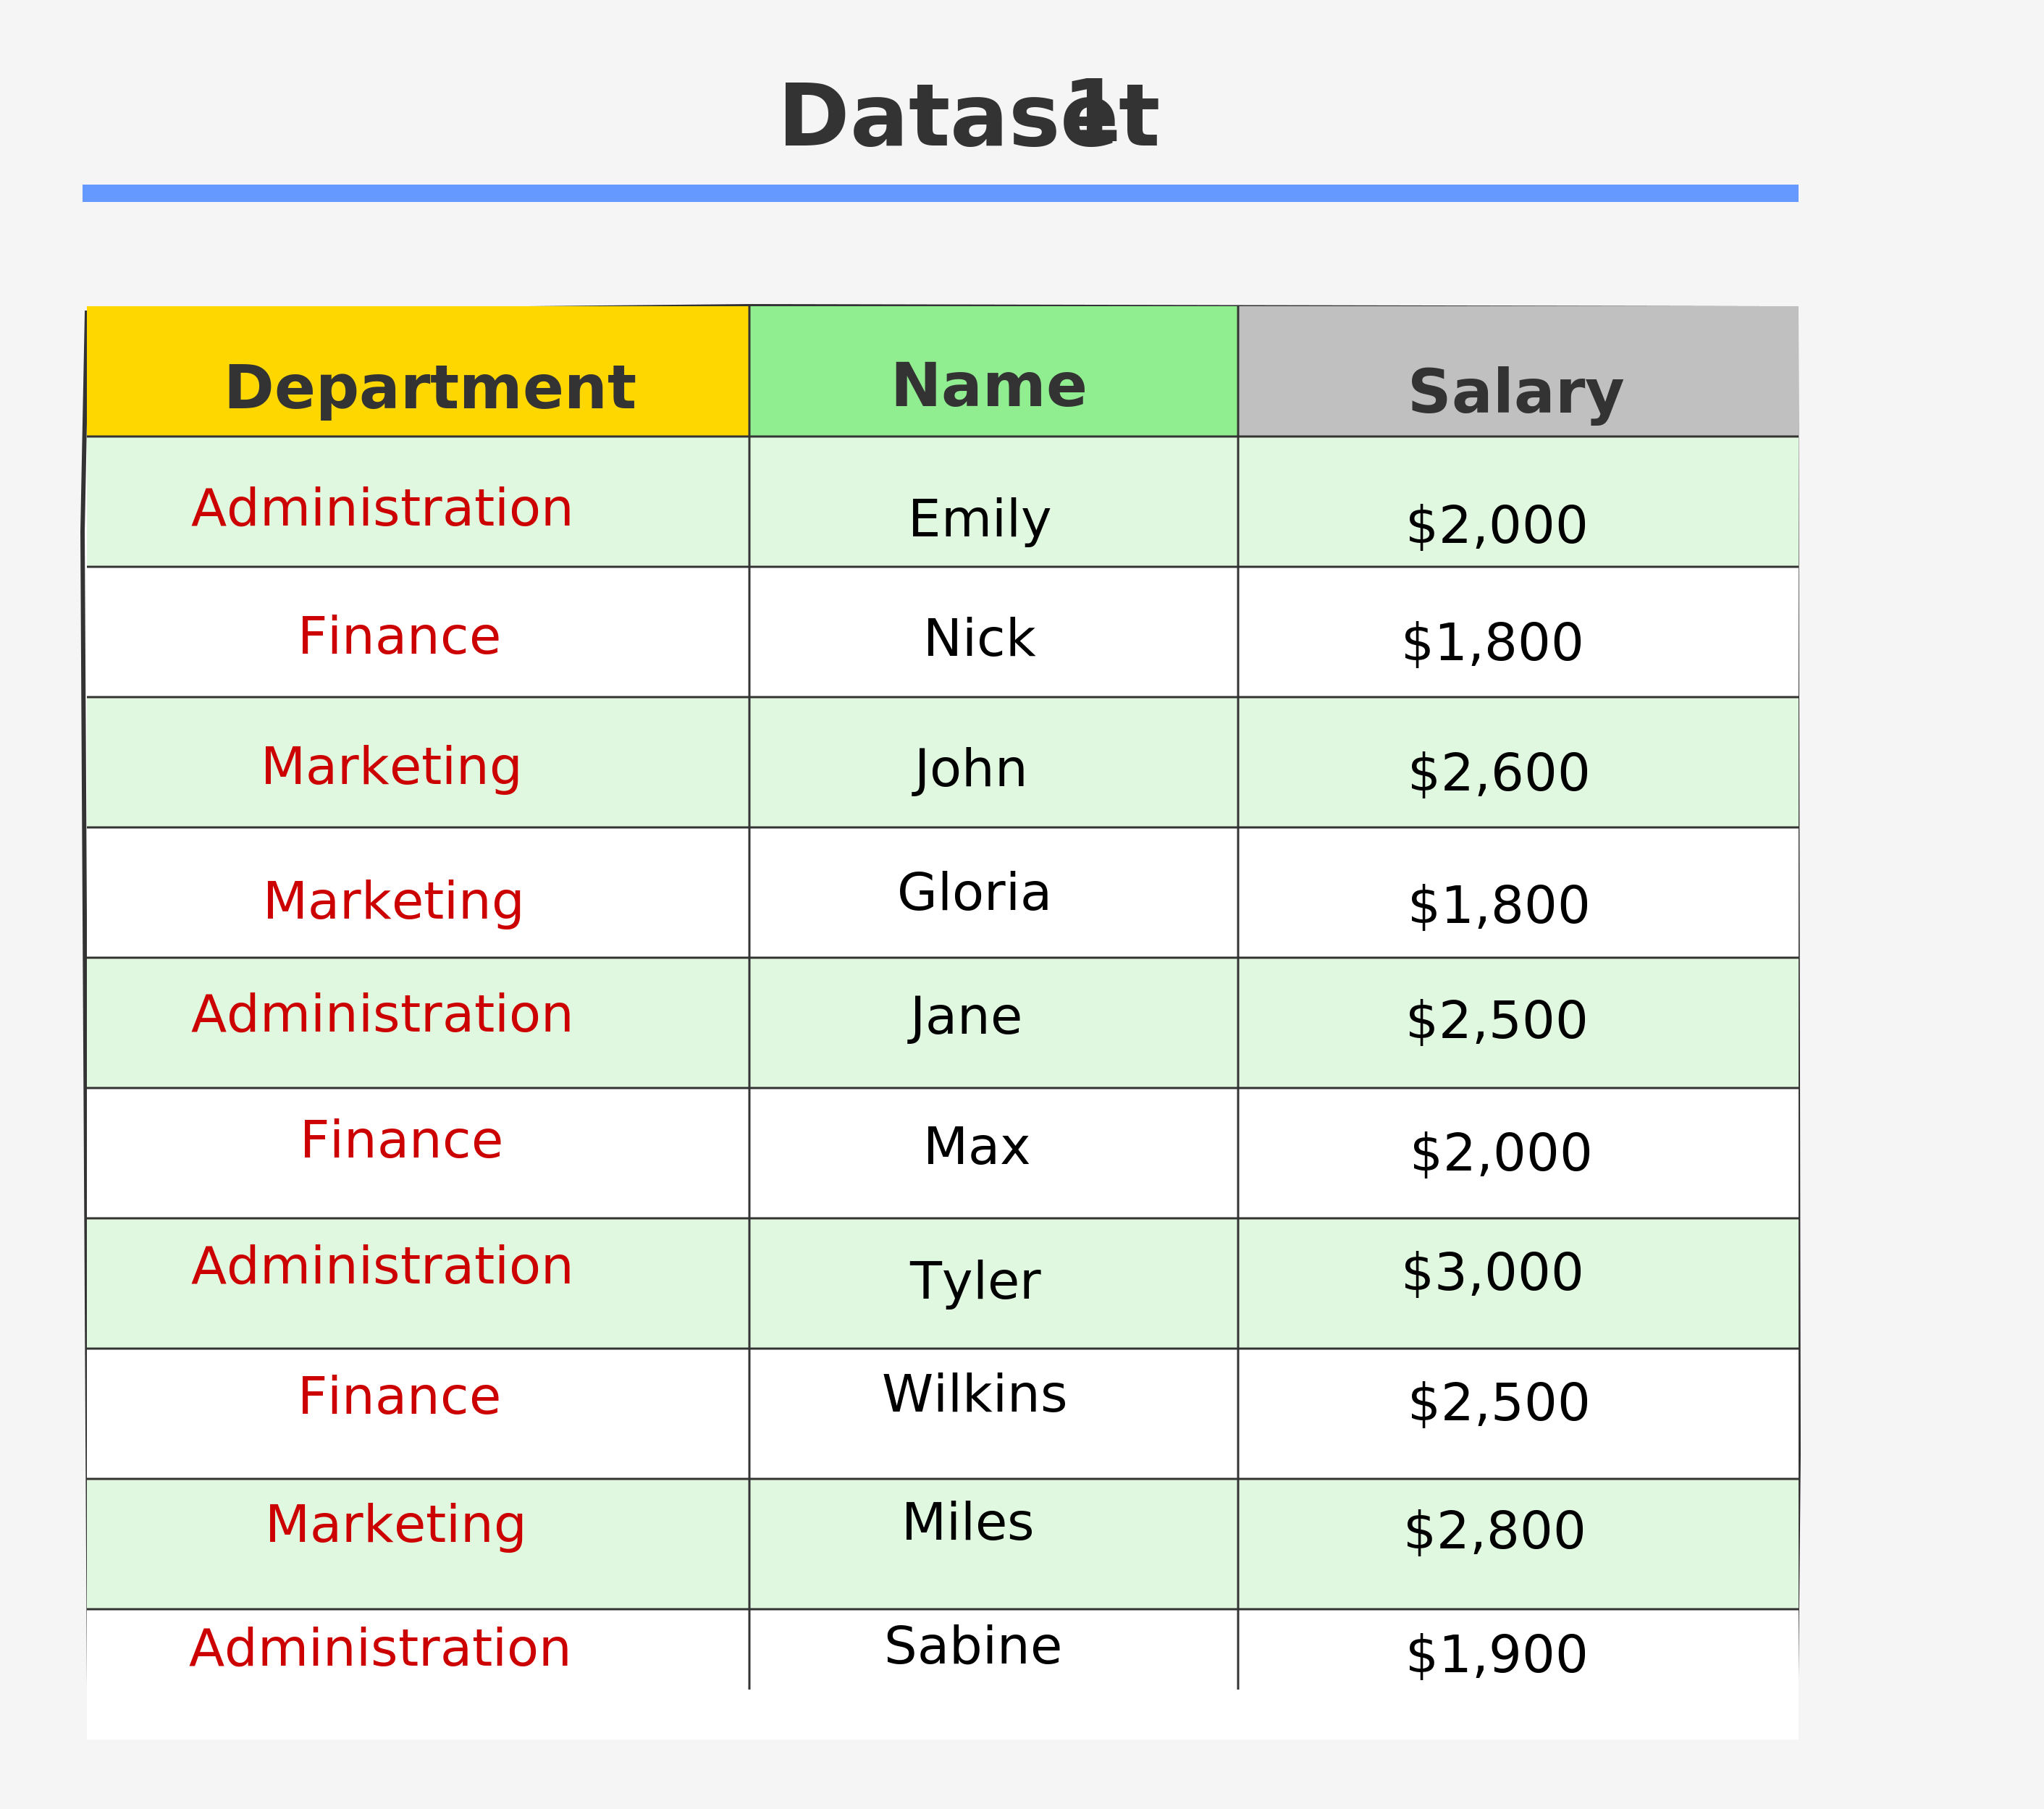 Dataset 1
Department Name Salary
Administration Emily $2,000
Finance Nick $1,800
Marketing John $2,600
Marketing Gloria $1,800
Administration Jane $2,500
Finance Max $2,000
Administration Tyler $3,000
Finance Wilkins $2,500
Marketing Miles $2,800
Administration Sabine $1,900